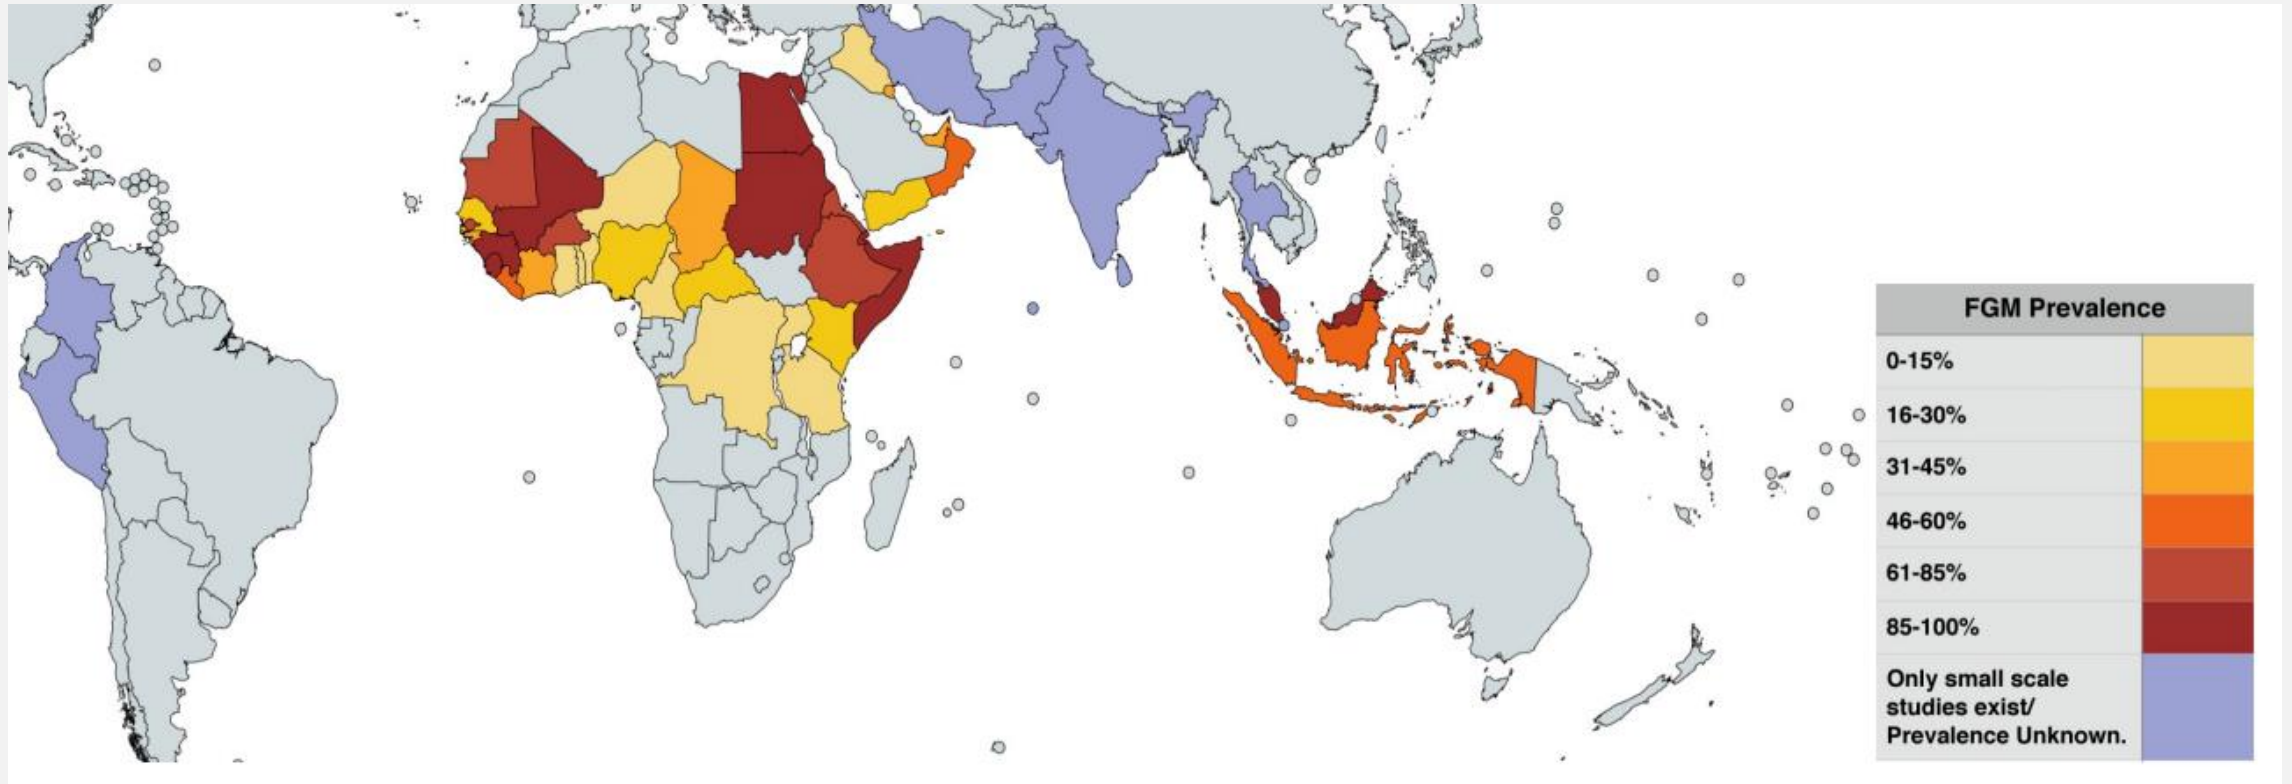 FGM Prevalence
0-15%
16-30%
31-45%
46-60%
61-85%
85-100%
Only small scale
studies exist/
Prevalence Unknown.